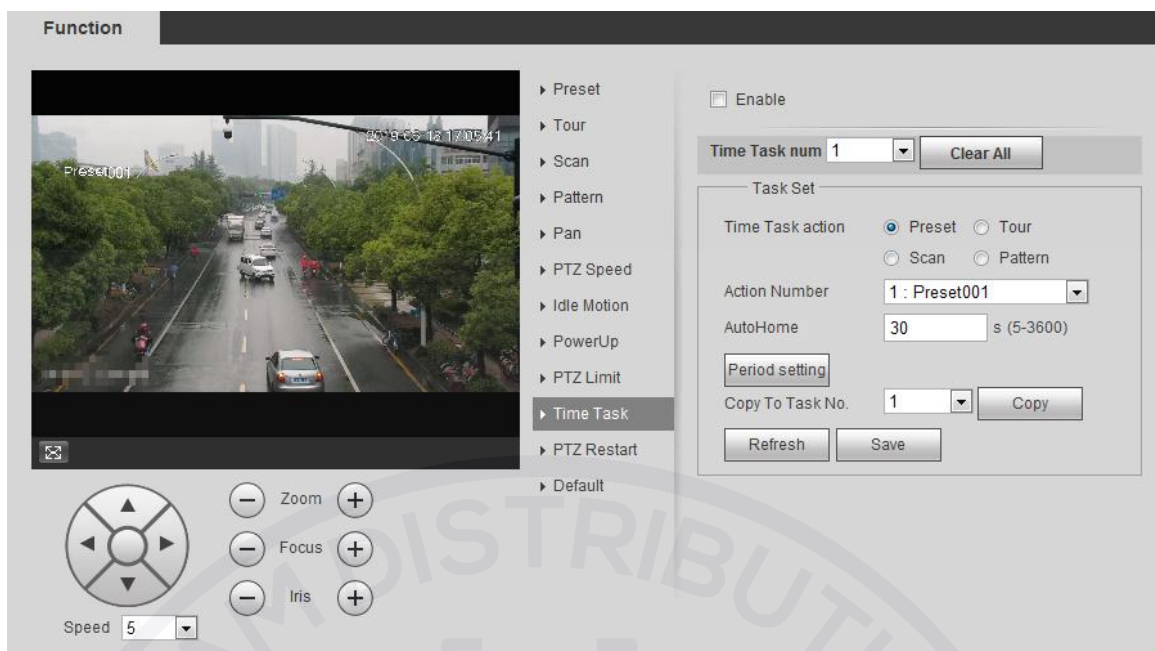 Function
2019-05-18 17:05:41
Preset001
Preset
Tour
Scan
Pattern
Pan
PTZ Speed
Idle Motion
PowerUp
PTZ Limit
Time Task
PTZ Restart
Default
Enable
Time Task num 1 Clear All
Task Set
Time Task action Preset Tour
Scan Pattern
Action Number 1 : Preset001
AutoHome 30 s (5-3600)
Period setting
Copy To Task No. 1 Copy
Refresh Save
Zoom
Focus
Iris
Speed 5
DISTRIBUTI